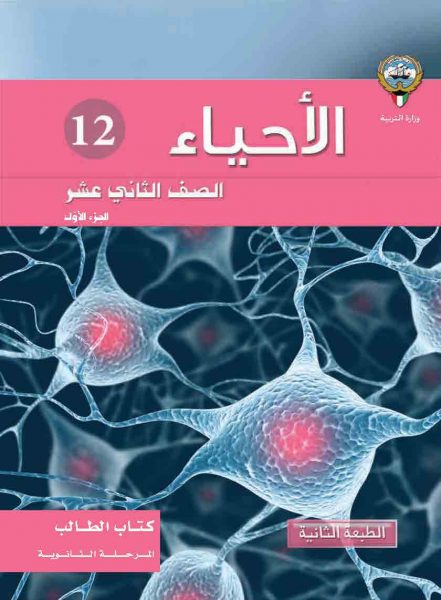 وزارة التربية
الأحياء
12
الصف الثاني عشر
الجزء الأول
كتاب الطالب
المرحلة الثانوية
الطبعة الثانية